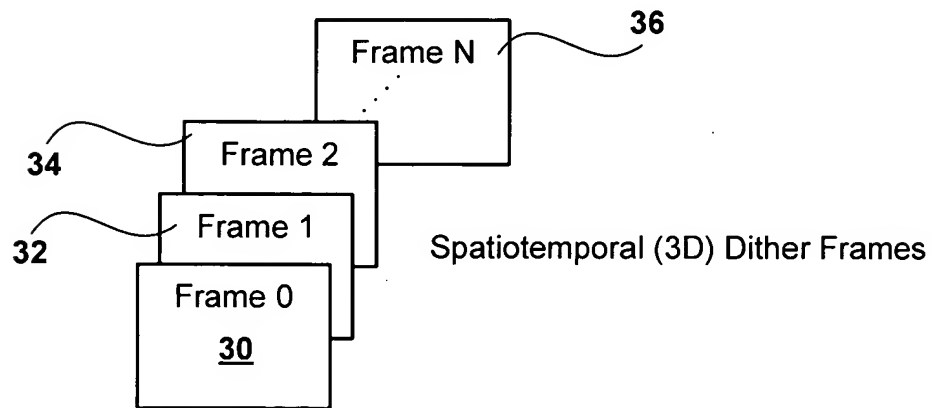 36
Frame N
34
Frame 2
32
Frame 1
Spatiotemporal (3D) Dither Frames
Frame 0
30